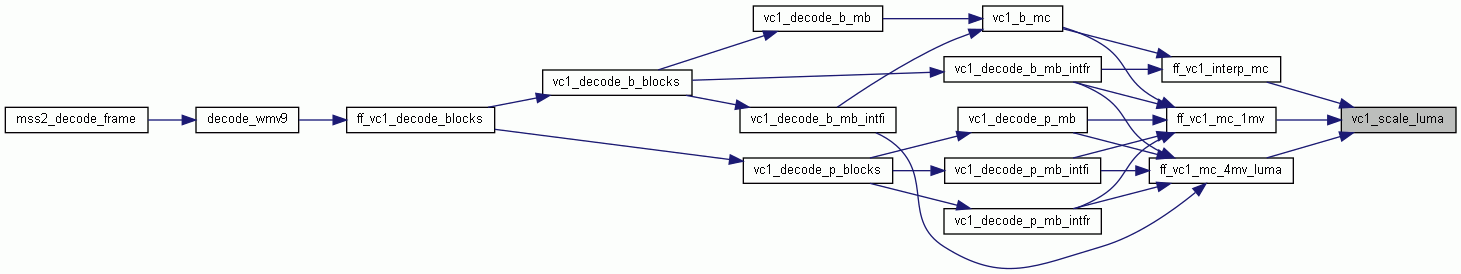 vc1_decode_b_mb
vc1_b_mc
vc1_decode_b_mb_intfr
ff_vc1_interp_mc
vc1_decode_b_blocks
mss2_decode_frame
decode_wmv9
ff_vc1_decode_blocks
vc1_decode_b_mb_intfi
vc1_decode_p_mb
ff_vc1_mc_1mv
vc1_scale_luma
vc1_decode_p_blocks
vc1_decode_p_mb_intfi
ff_vc1_mc_4mv_luma
vc1_decode_p_mb_intfr